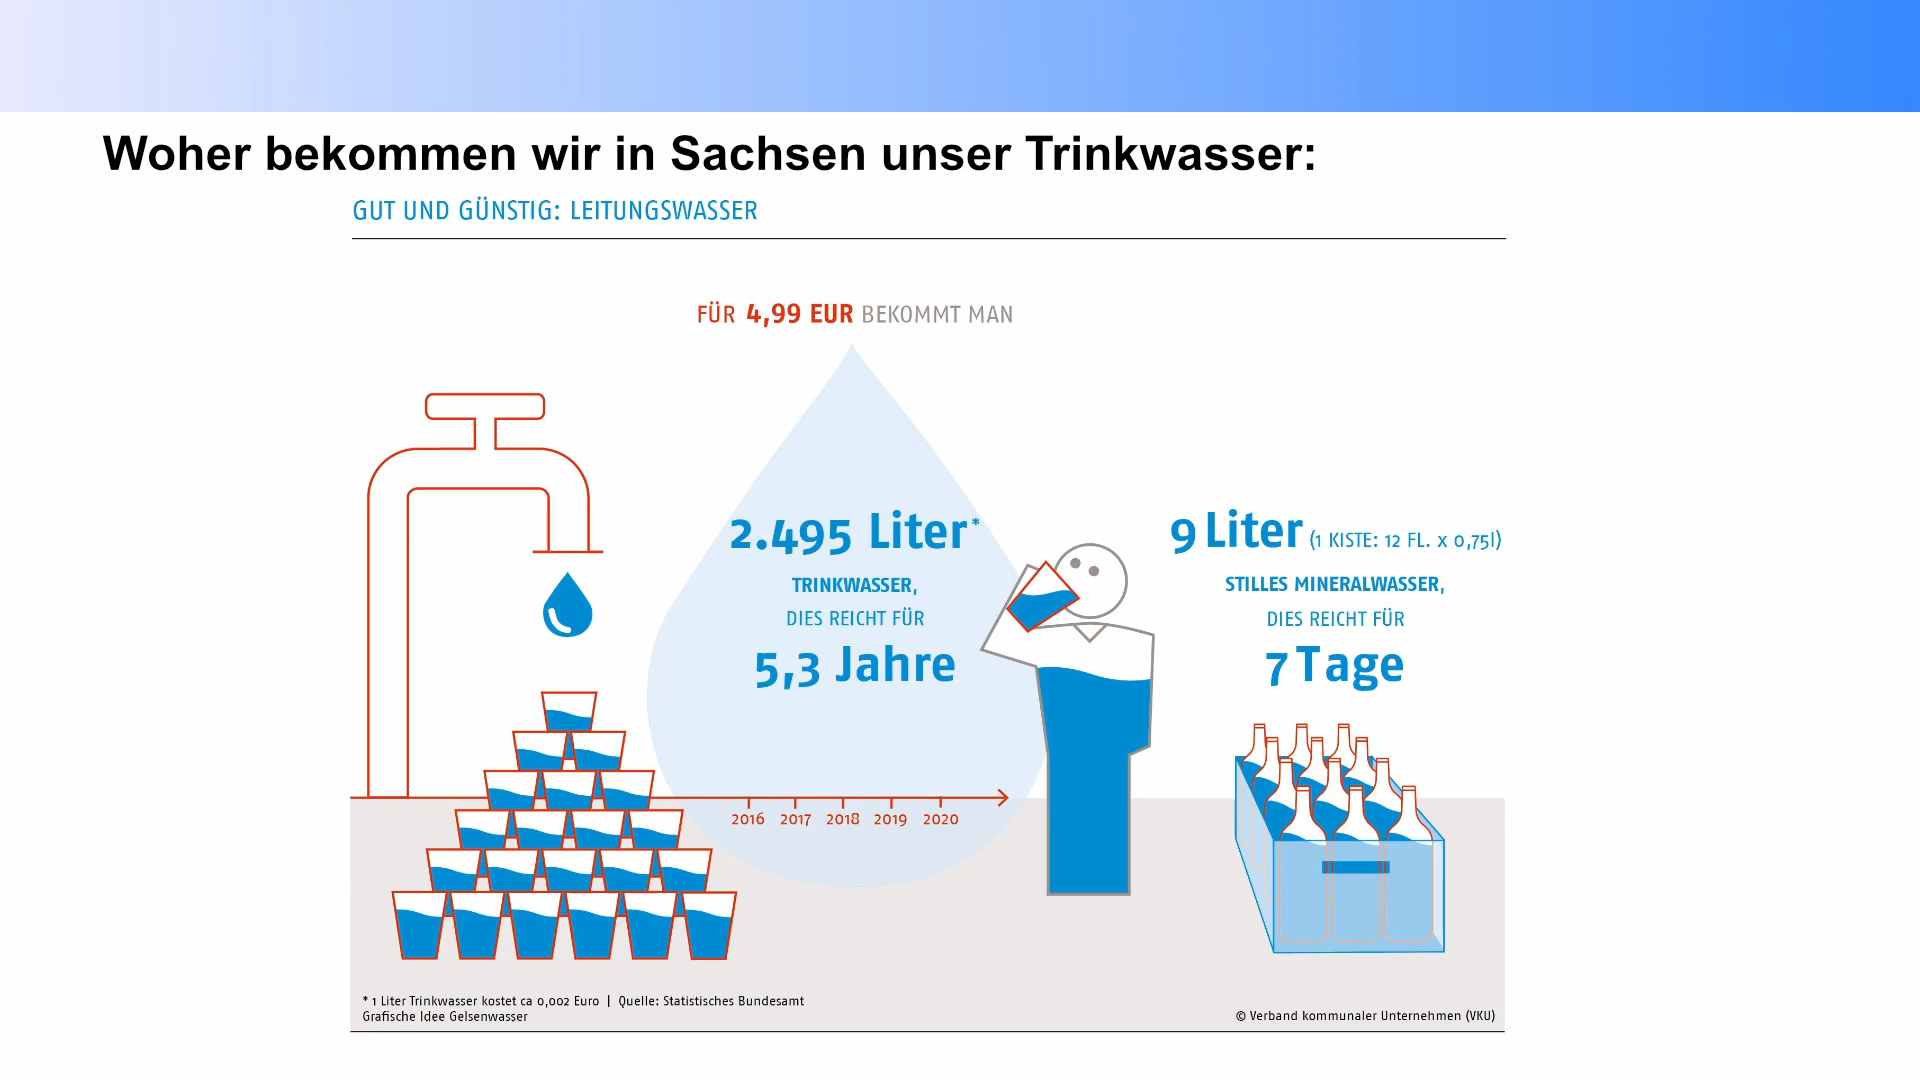 Woher bekommen wir in Sachsen unser Trinkwasser:
GUT UND GÜNSTIG: LEITUNGSWASSER
FÜR 4,99 EUR BEKOMMT MAN
2.495 Liter*
TRINKWASSER,
DIES REICHT FÜR
5,3 Jahre
9 Liter (1 KISTE: 12 FL. x 0,75l)
STILLES MINERALWASSER,
DIES REICHT FÜR
7 Tage
2016 2017 2018 2019 2020
* 1 Liter Trinkwasser kostet ca 0,002 Euro | Quelle: Statistisches Bundesamt
Grafische Idee Gelsenwasser
© Verband kommunaler Unternehmen (VKU)